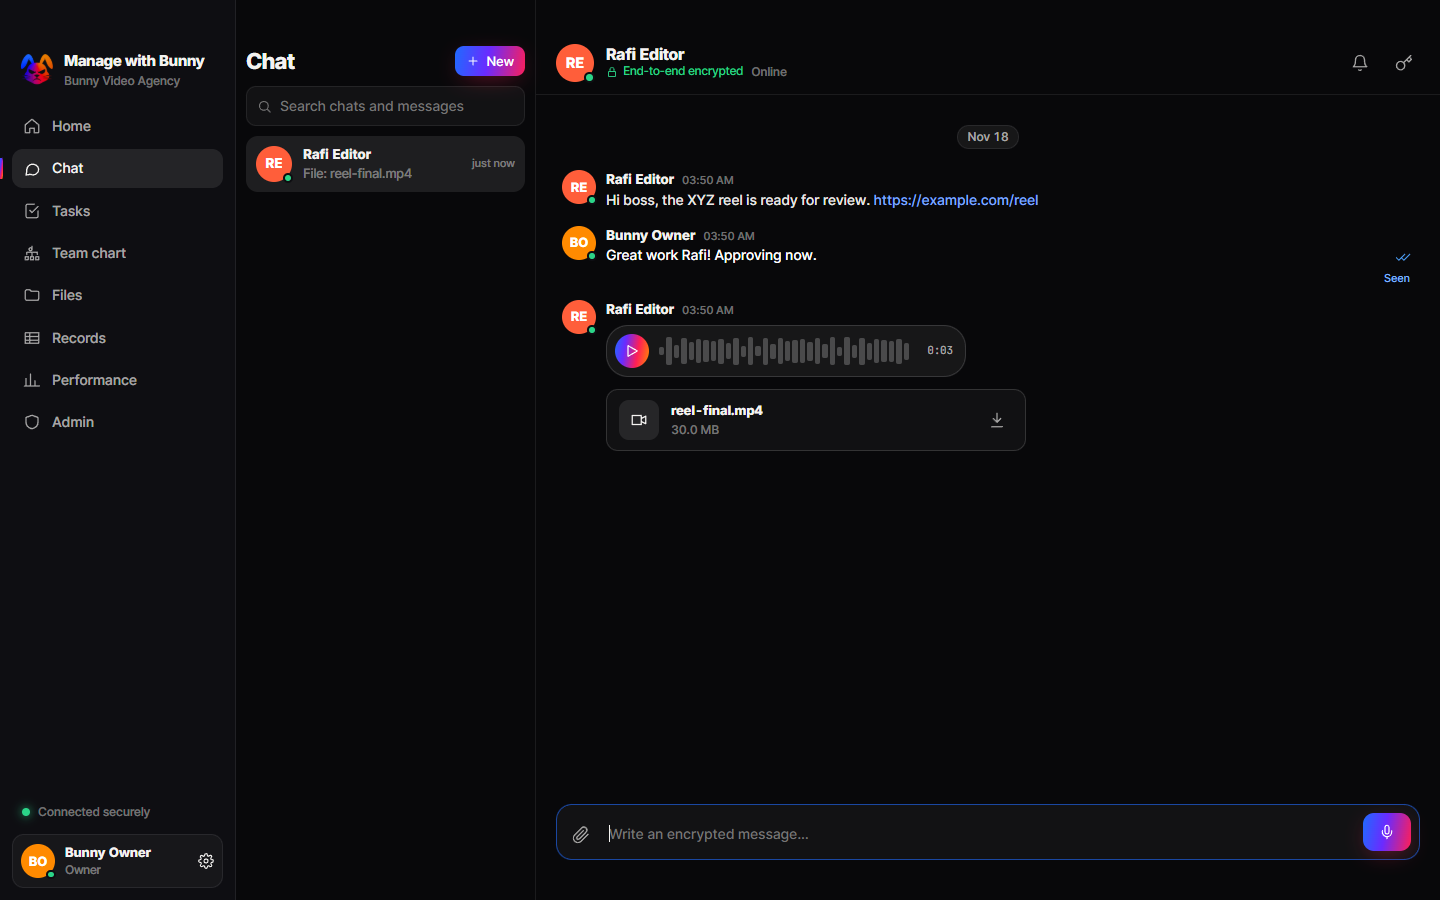 Manage with Bunny
Bunny Video Agency
Home
Chat
Tasks
Team chart
Files
Records
Performance
Admin
Connected securely
BO
Bunny Owner
Owner
Chat
+ New
Search chats and messages
RE
Rafi Editor
File: reel-final.mp4
just now
RE
Rafi Editor
End-to-end encrypted Online
Nov 18
RE
Rafi Editor 03:50 AM
Hi boss, the XYZ reel is ready for review. https://example.com/reel
BO
Bunny Owner 03:50 AM
Great work Rafi! Approving now.
Seen
RE
Rafi Editor 03:50 AM
0:03
reel-final.mp4
30.0 MB
Write an encrypted message...